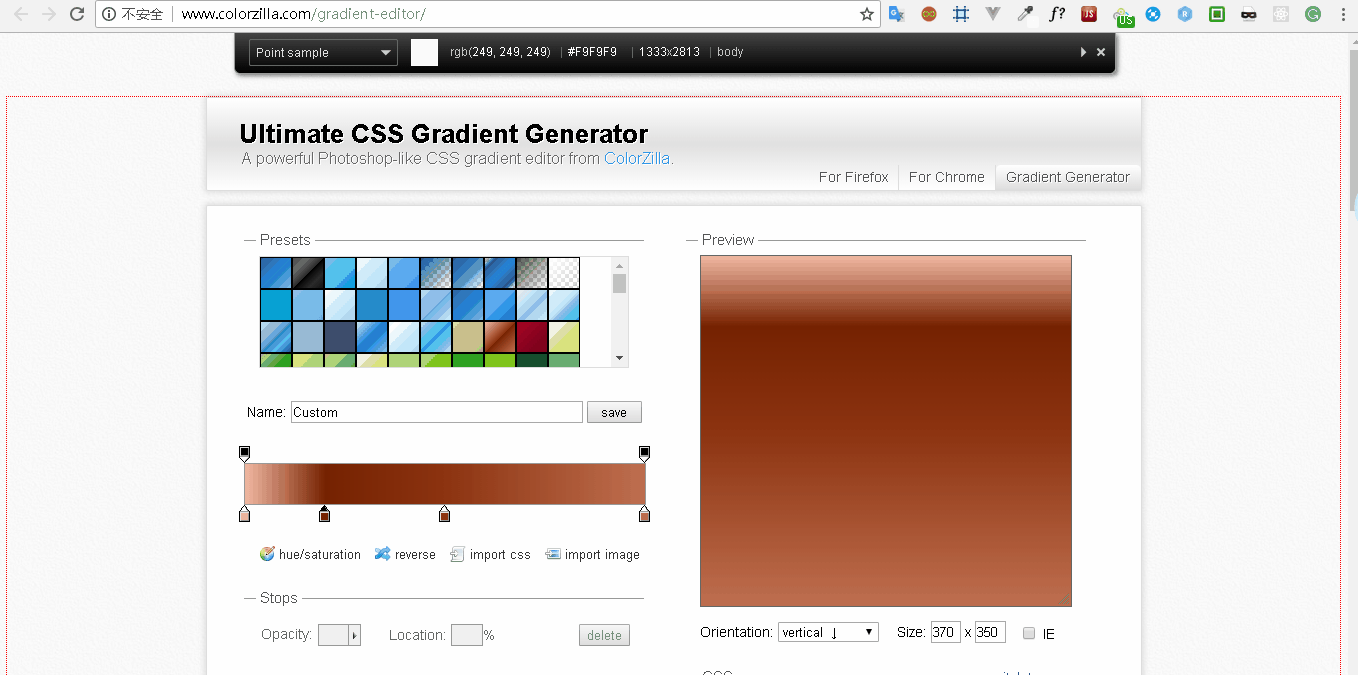 不安全 www.colorzilla.com/gradient-editor/
f? JS US R G
Point sample rgb(249, 249, 249) | #F9F9F9 | 1333x2813 | body
Ultimate CSS Gradient Generator
A powerful Photoshop-like CSS gradient editor from ColorZilla.
For Firefox For Chrome Gradient Generator
Presets
Name: Custom save
hue/saturation reverse import css import image
Stops
Opacity: Location: % delete
Preview
Orientation: vertical ↓ Size: 370 x 350 IE
CSS